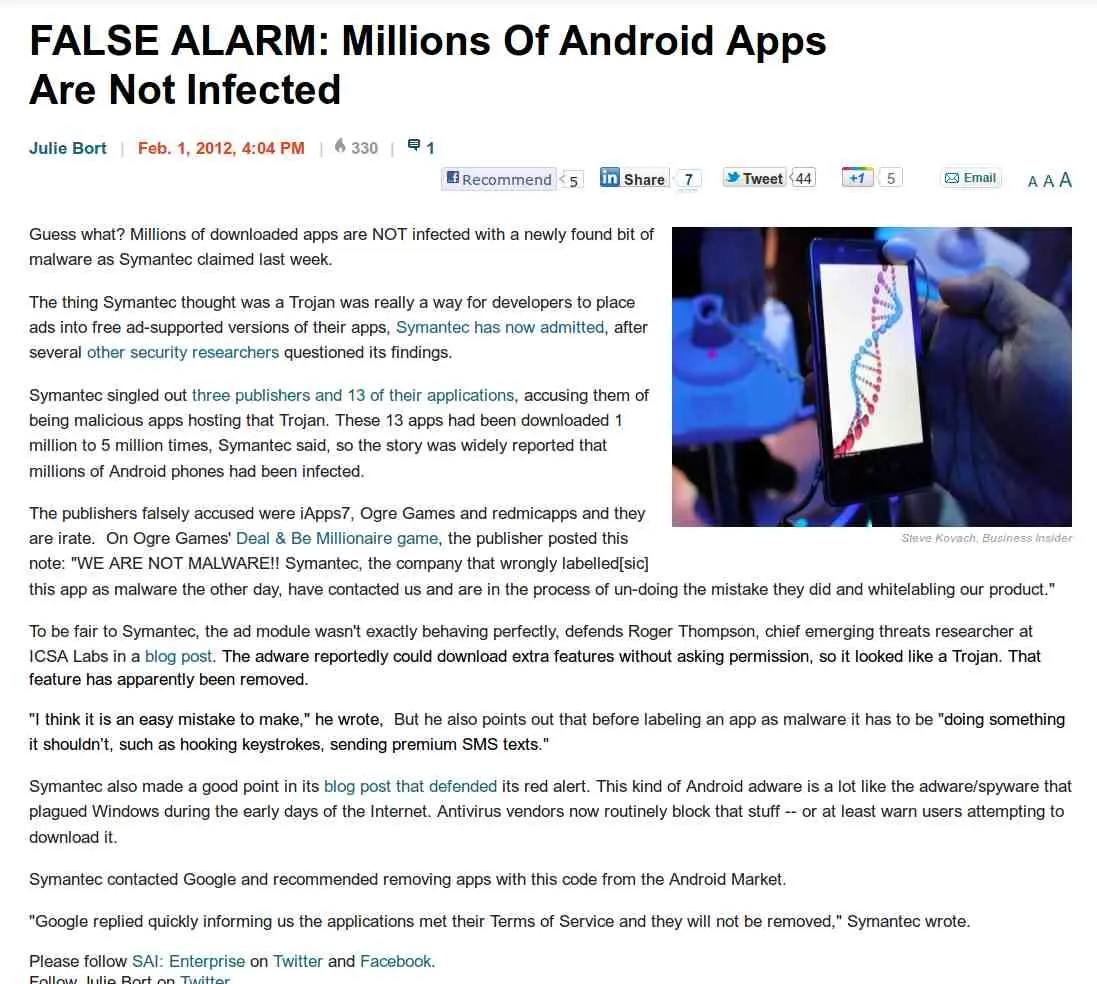 FALSE ALARM: Millions Of Android Apps
Are Not Infected
Julie Bort | Feb. 1, 2012, 4:04 PM | 330 | 1
Recommend 5 Share 7 Tweet 44 +1 5 Email A A A
Guess what? Millions of downloaded apps are NOT infected with a newly found bit of
malware as Symantec claimed last week.
The thing Symantec thought was a Trojan was really a way for developers to place
ads into free ad-supported versions of their apps, Symantec has now admitted, after
several other security researchers questioned its findings.
Symantec singled out three publishers and 13 of their applications, accusing them of
being malicious apps hosting that Trojan. These 13 apps had been downloaded 1
million to 5 million times, Symantec said, so the story was widely reported that
millions of Android phones had been infected.
The publishers falsely accused were iApps7, Ogre Games and redmicapps and they
are irate.  On Ogre Games' Deal & Be Millionaire game, the publisher posted this
note: "WE ARE NOT MALWARE!! Symantec, the company that wrongly labelled[sic]
this app as malware the other day, have contacted us and are in the process of un-doing the mistake they did and whitelabling our product."
Steve Kovach, Business Insider
To be fair to Symantec, the ad module wasn't exactly behaving perfectly, defends Roger Thompson, chief emerging threats researcher at
ICSA Labs in a blog post. The adware reportedly could download extra features without asking permission, so it looked like a Trojan. That
feature has apparently been removed.
"I think it is an easy mistake to make," he wrote,  But he also points out that before labeling an app as malware it has to be "doing something
it shouldn’t, such as hooking keystrokes, sending premium SMS texts."
Symantec also made a good point in its blog post that defended its red alert. This kind of Android adware is a lot like the adware/spyware that
plagued Windows during the early days of the Internet. Antivirus vendors now routinely block that stuff -- or at least warn users attempting to
download it.
Symantec contacted Google and recommended removing apps with this code from the Android Market.
"Google replied quickly informing us the applications met their Terms of Service and they will not be removed," Symantec wrote.
Please follow SAI: Enterprise on Twitter and Facebook.
Follow Julie Bort on Twitter